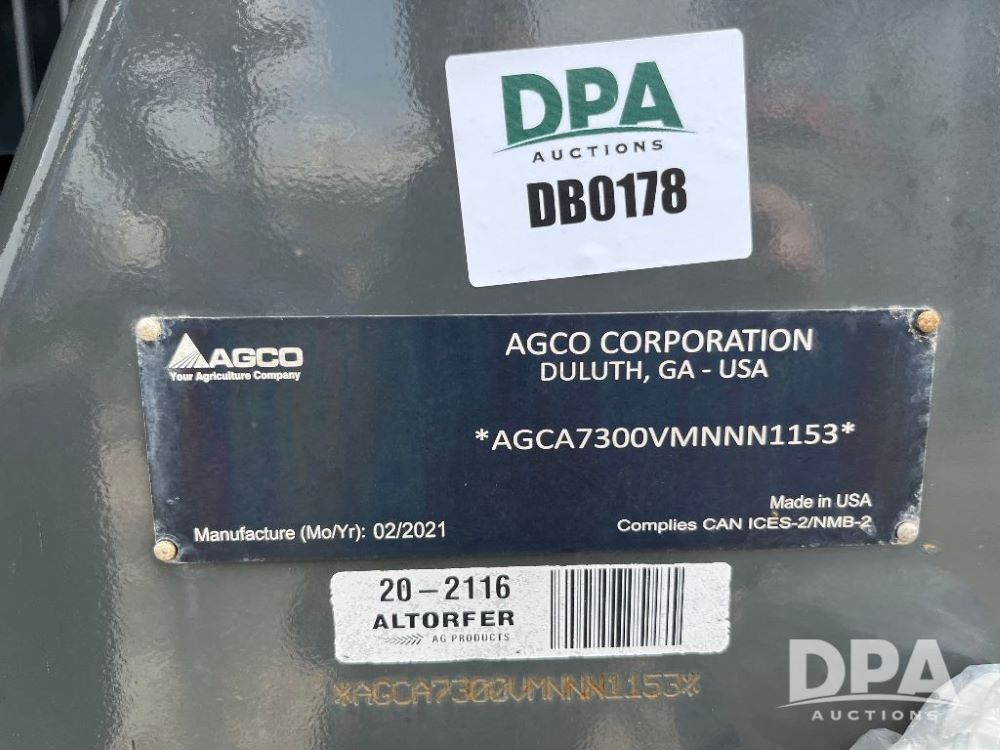 DPA
AUCTIONS
DB0178
AGCO
Your Agriculture Company
AGCO CORPORATION
DULUTH, GA - USA
*AGCA7300VMNNN1153*
Made in USA
Manufacture (Mo/Yr): 02/2021
Complies CAN ICES-2/NMB-2
20-2116
ALTORFER
AG PRODUCTS
*AGCA7300VMNNN1153*
DPA
AUCTIONS